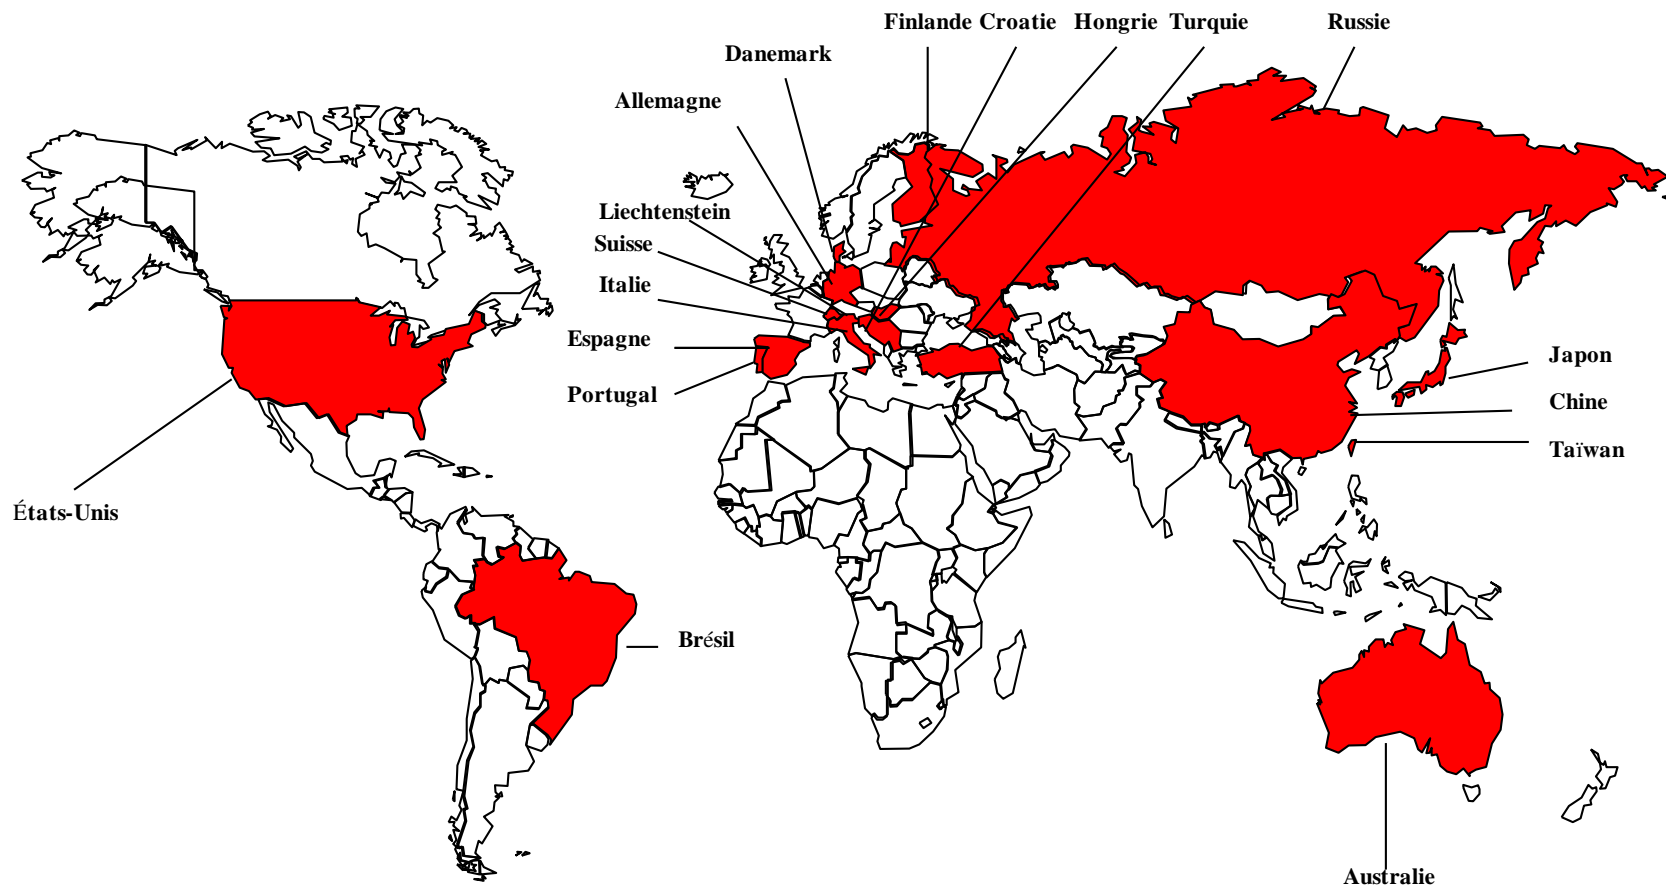 Finlande Croatie Hongrie Turquie Russie
Danemark
Allemagne
Liechtenstein
Suisse
Italie
Espagne
Japon
Portugal
Chine
Taïwan
États-Unis
Brésil
Australie